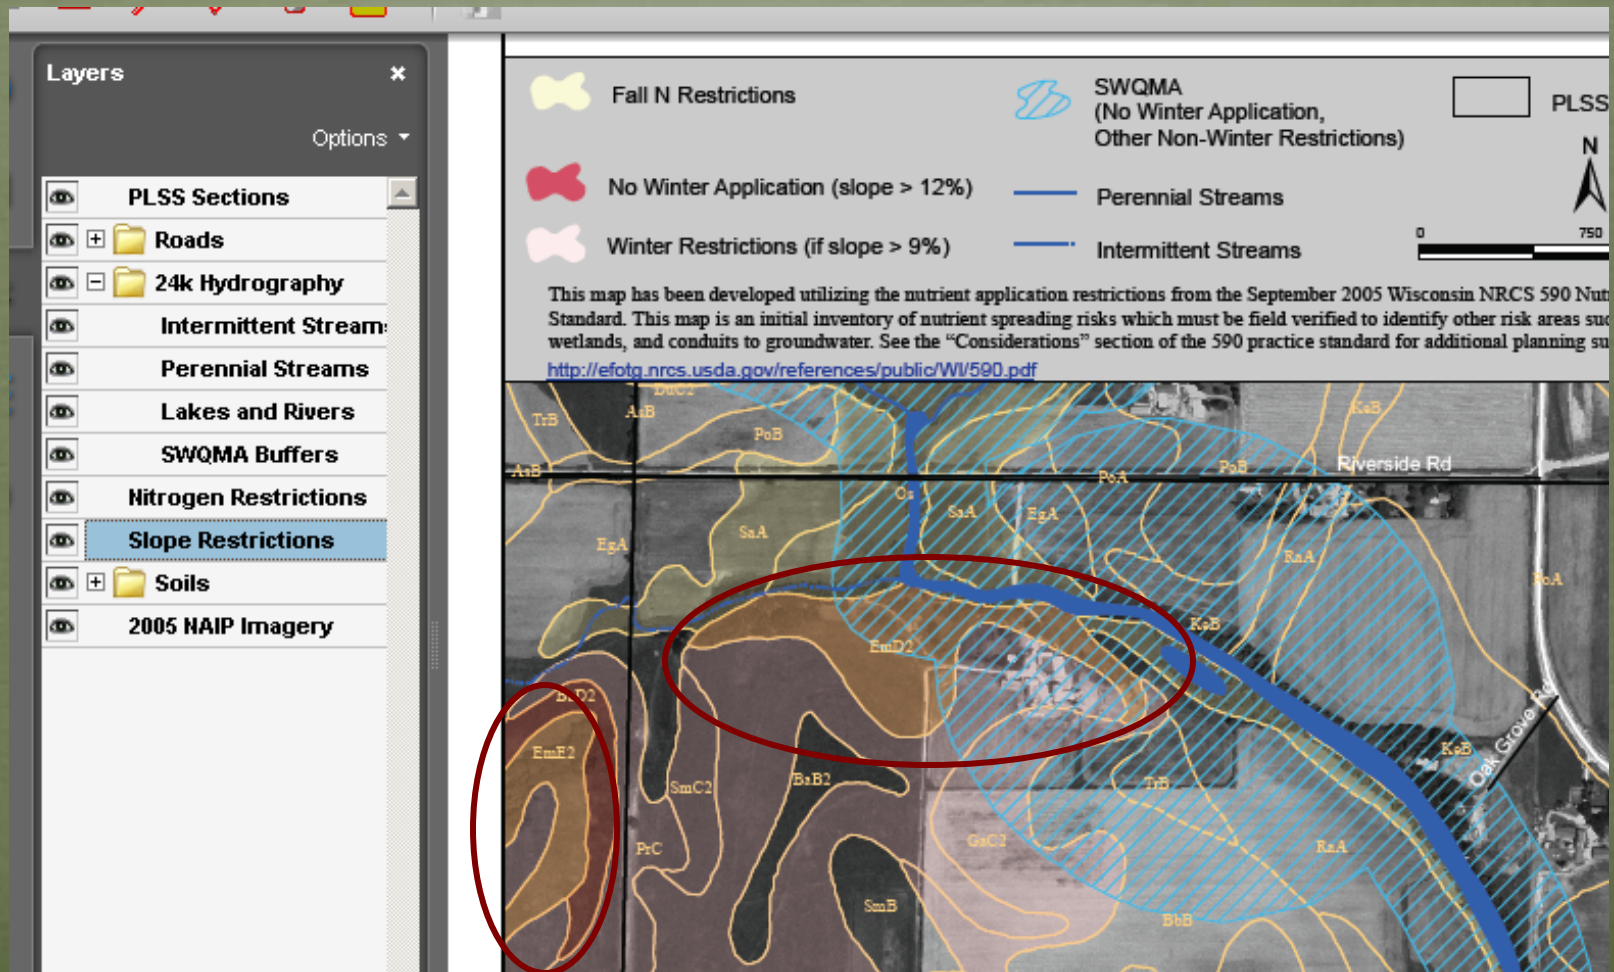 Layers
Options
PLSS Sections
Roads
24k Hydrography
Intermittent Stream
Perennial Streams
Lakes and Rivers
SWQMA Buffers
Nitrogen Restrictions
Slope Restrictions
Soils
2005 NAIP Imagery
Fall N Restrictions
No Winter Application (slope > 12%)
Winter Restrictions (if slope > 9%)
SWQMA
(No Winter Application,
Other Non-Winter Restrictions)
Perennial Streams
Intermittent Streams
PLSS
N
0 750
This map has been developed utilizing the nutrient application restrictions from the September 2005 Wisconsin NRCS 590 Nut
Standard. This map is an initial inventory of nutrient spreading risks which must be field verified to identify other risk areas suc
wetlands, and conduits to groundwater. See the “Considerations” section of the 590 practice standard for additional planning su
http://efotg.nrcs.usda.gov/references/public/WI/590.pdf
DuC2
TrB
AsB
KeB
PoB
Riverside Rd
AsB
PoB
PoA
Os
SaA
EgA
SaA
EgA
RaA
PoA
KeB
EmD2
EmE2
KeB
Oak Grove Rd
BaB2
TrB
SmC2
PrC
GaC2
RaA
SmB
BbB